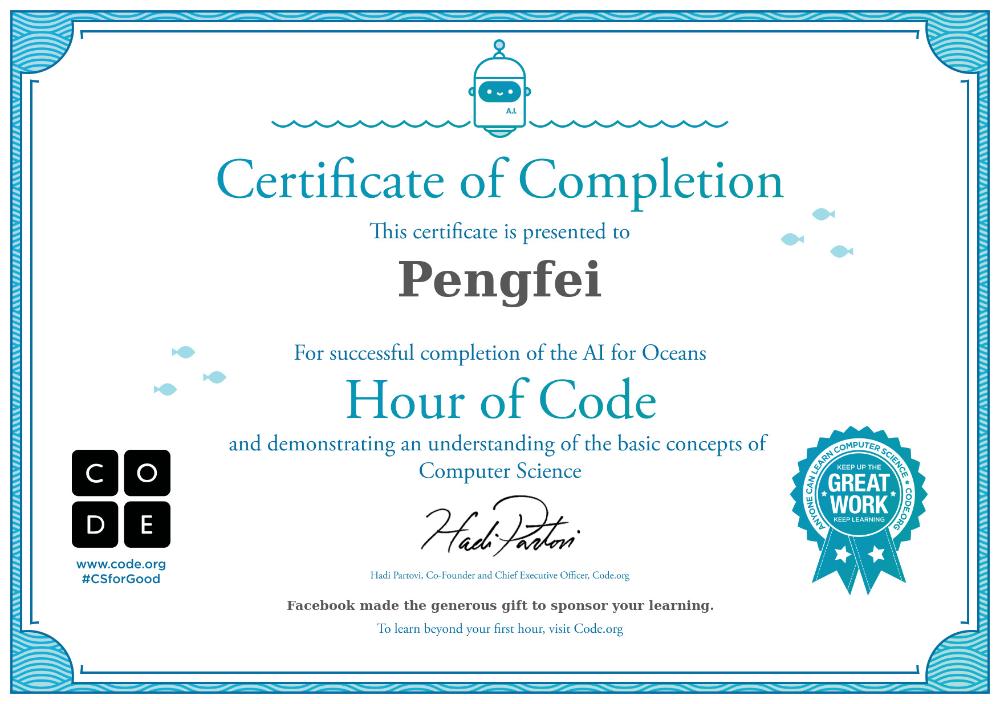 A.I.
Certificate of Completion
This certificate is presented to
Pengfei
For successful completion of the AI for Oceans
Hour of Code
and demonstrating an understanding of the basic concepts of
Computer Science
C O
D E
www.code.org
#CSforGood
Hadi Partovi
Hadi Partovi, Co-Founder and Chief Executive Officer, Code.org
Facebook made the generous gift to sponsor your learning.
To learn beyond your first hour, visit Code.org
ANYONE CAN LEARN COMPUTER SCIENCE ★ CODE.ORG
KEEP UP THE
GREAT
WORK
KEEP LEARNING